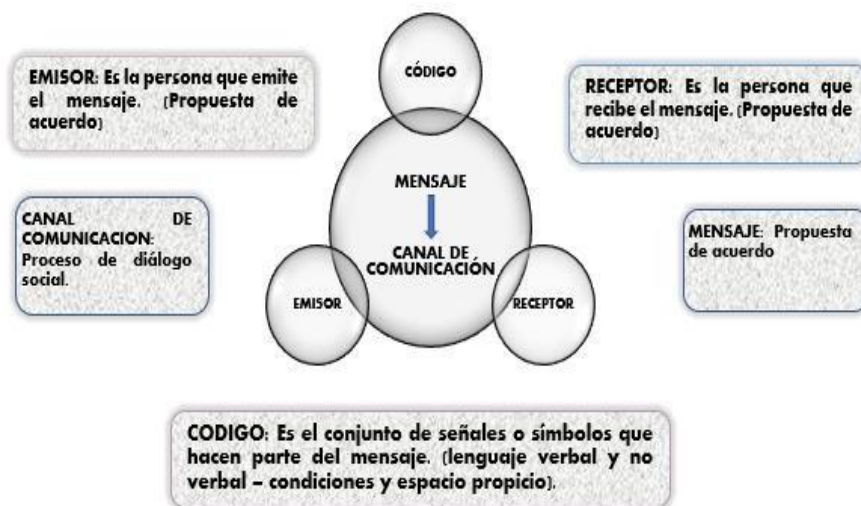 CÓDIGO
EMISOR: Es la persona que emite
el mensaje. (Propuesta de
acuerdo)
RECEPTOR: Es la persona que
recibe el mensaje. (Propuesta de
acuerdo)
MENSAJE
CANAL DE
COMUNICACIÓN
CANAL DE
COMUNICACION:
Proceso de diálogo
social.
MENSAJE: Propuesta
de acuerdo
EMISOR
RECEPTOR
CODIGO: Es el conjunto de señales o símbolos que
hacen parte del mensaje. (lenguaje verbal y no
verbal – condiciones y espacio propicio).